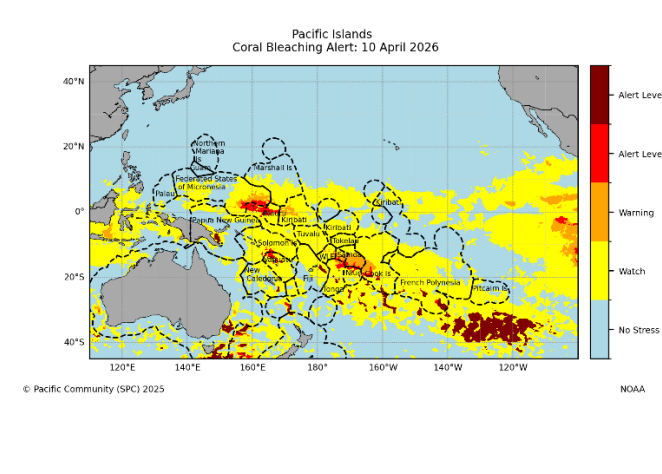 Pacific Islands
Coral Bleaching Alert: 10 April 2026
40°N
20°N
0°
20°S
40°S
120°E
140°E
160°E
180°E
160°W
140°W
120°W
Northern
Mariana
Is
Guam
Marshall Is
Federated States
of Micronesia
Palau
Kiribati
Papua New Guinea
Kiribati
Kiribati
Tuvalu
Tokelau
Solomon Is
Samoa
Vanuatu
New
Caledonia
Fiji
Niue
Cook Is
Tonga
French Polynesia
Pitcairn Is
Alert Leve
Alert Leve
Warning
Watch
No Stress
© Pacific Community (SPC) 2025
NOAA